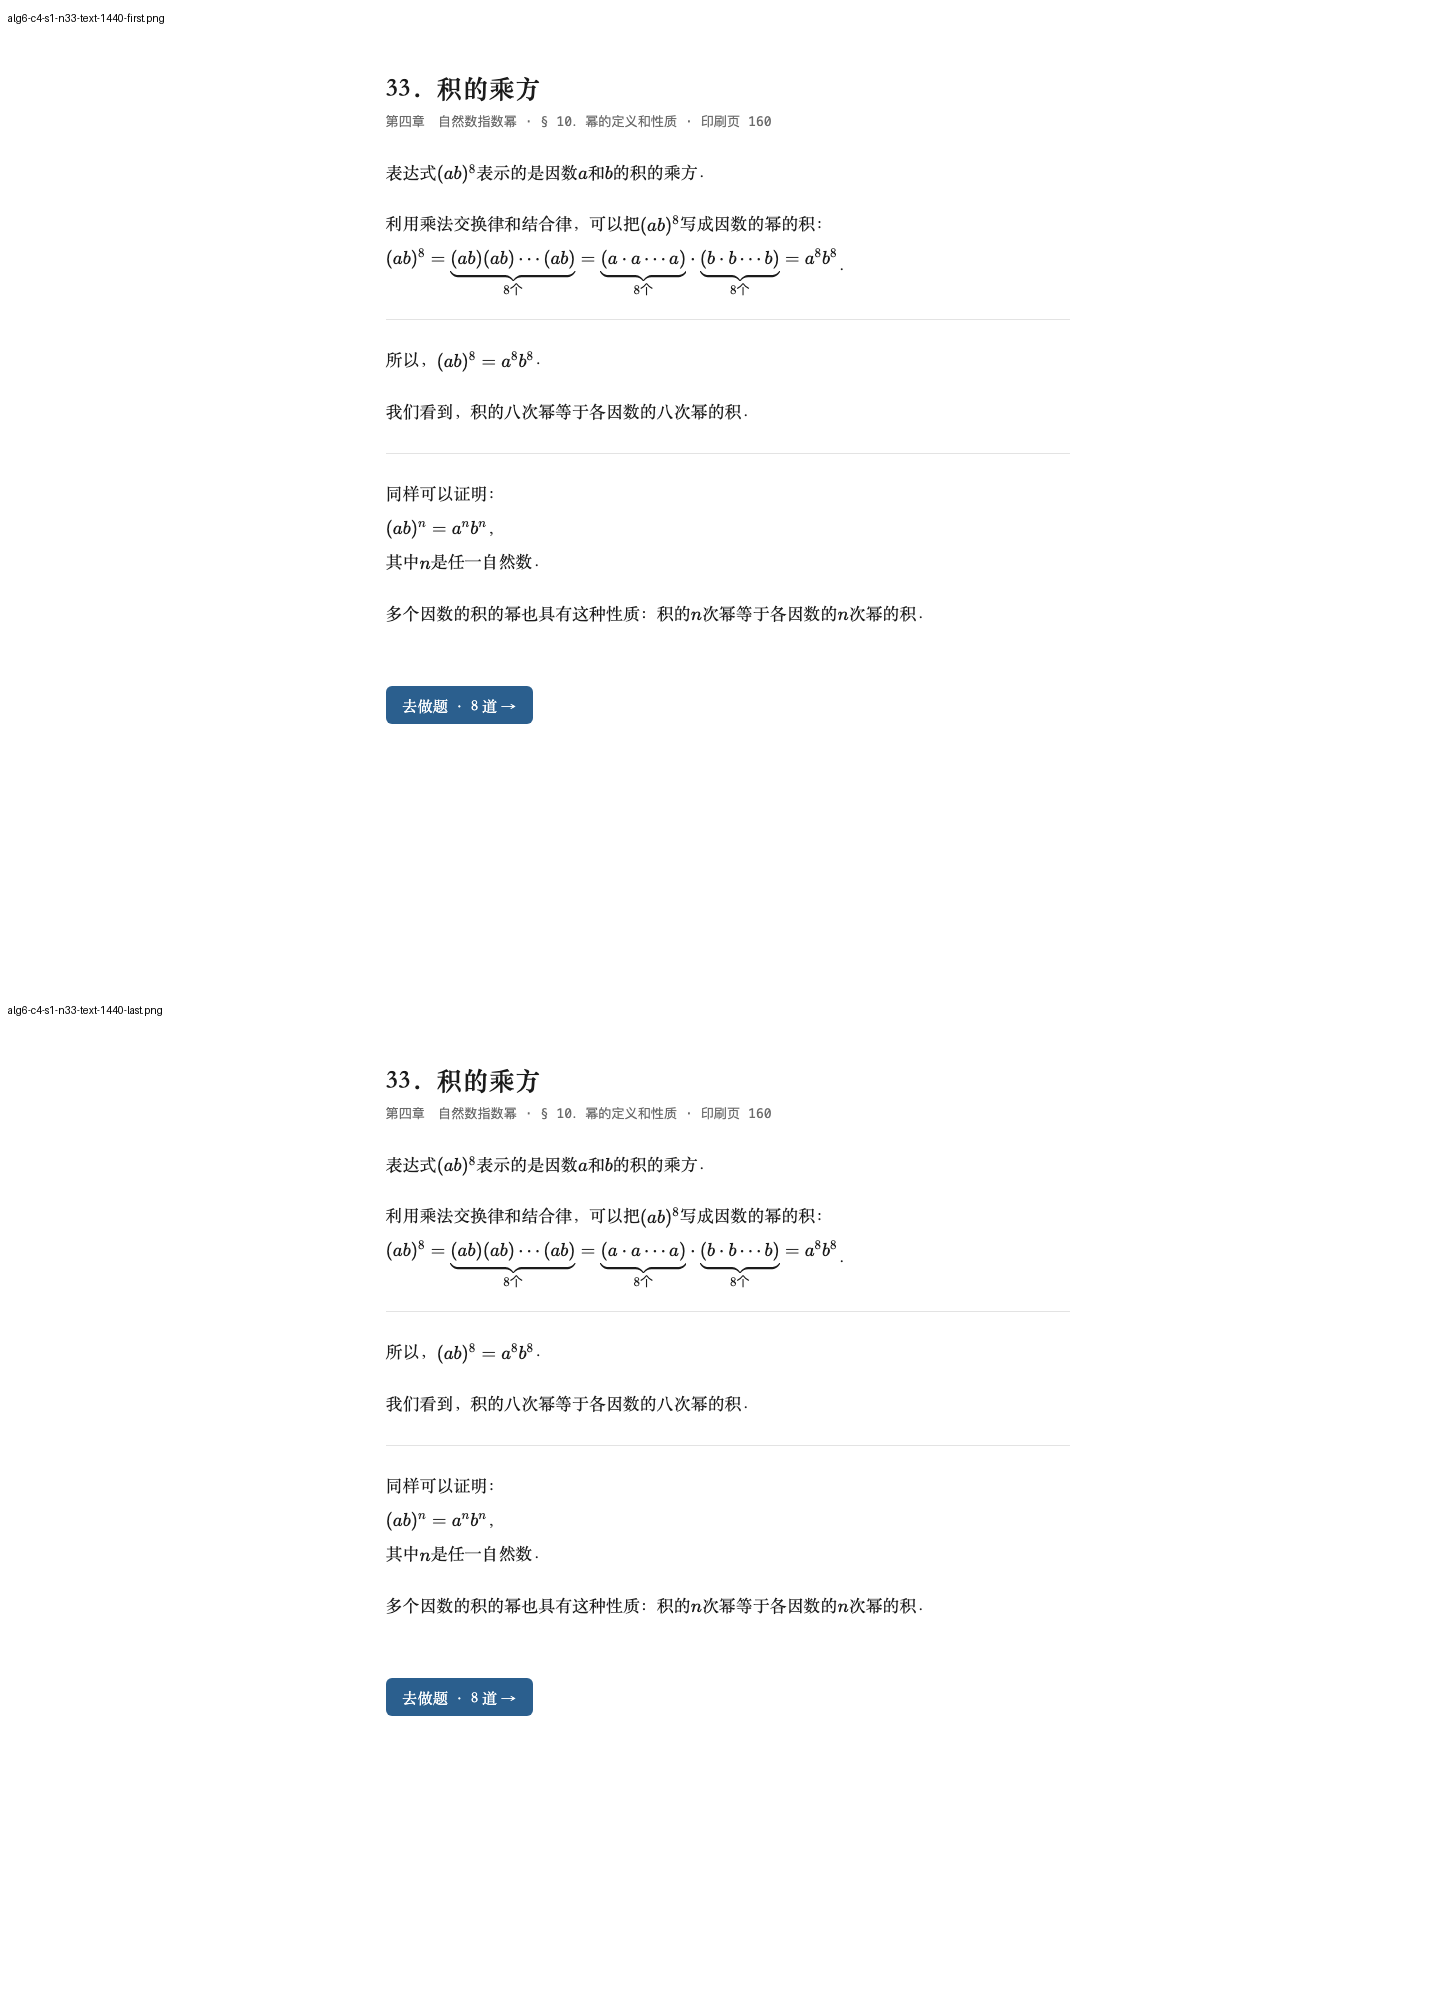 alg6-c4-s1-n33-text-1440-first.png
33. 积的乘方
第四章 自然数指数幂 · § 10. 幂的定义和性质 · 印刷页 160
表达式(ab)⁸表示的是因数a和b的积的乘方.
利用乘法交换律和结合律, 可以把(ab)⁸写成因数的幂的积:
(ab)⁸ = (ab)(ab)⋯(ab) = (a · a⋯a) · (b · b⋯b) = a⁸b⁸.
8个 8个 8个
所以, (ab)⁸ = a⁸b⁸.
我们看到, 积的八次幂等于各因数的八次幂的积.
同样可以证明:
(ab)ⁿ = aⁿbⁿ,
其中n是任一自然数.
多个因数的积的幂也具有这种性质: 积的n次幂等于各因数的n次幂的积.
去做题 · 8 道 →
alg6-c4-s1-n33-text-1440-last.png
33. 积的乘方
第四章 自然数指数幂 · § 10. 幂的定义和性质 · 印刷页 160
表达式(ab)⁸表示的是因数a和b的积的乘方.
利用乘法交换律和结合律, 可以把(ab)⁸写成因数的幂的积:
(ab)⁸ = (ab)(ab)⋯(ab) = (a · a⋯a) · (b · b⋯b) = a⁸b⁸.
8个 8个 8个
所以, (ab)⁸ = a⁸b⁸.
我们看到, 积的八次幂等于各因数的八次幂的积.
同样可以证明:
(ab)ⁿ = aⁿbⁿ,
其中n是任一自然数.
多个因数的积的幂也具有这种性质: 积的n次幂等于各因数的n次幂的积.
去做题 · 8 道 →